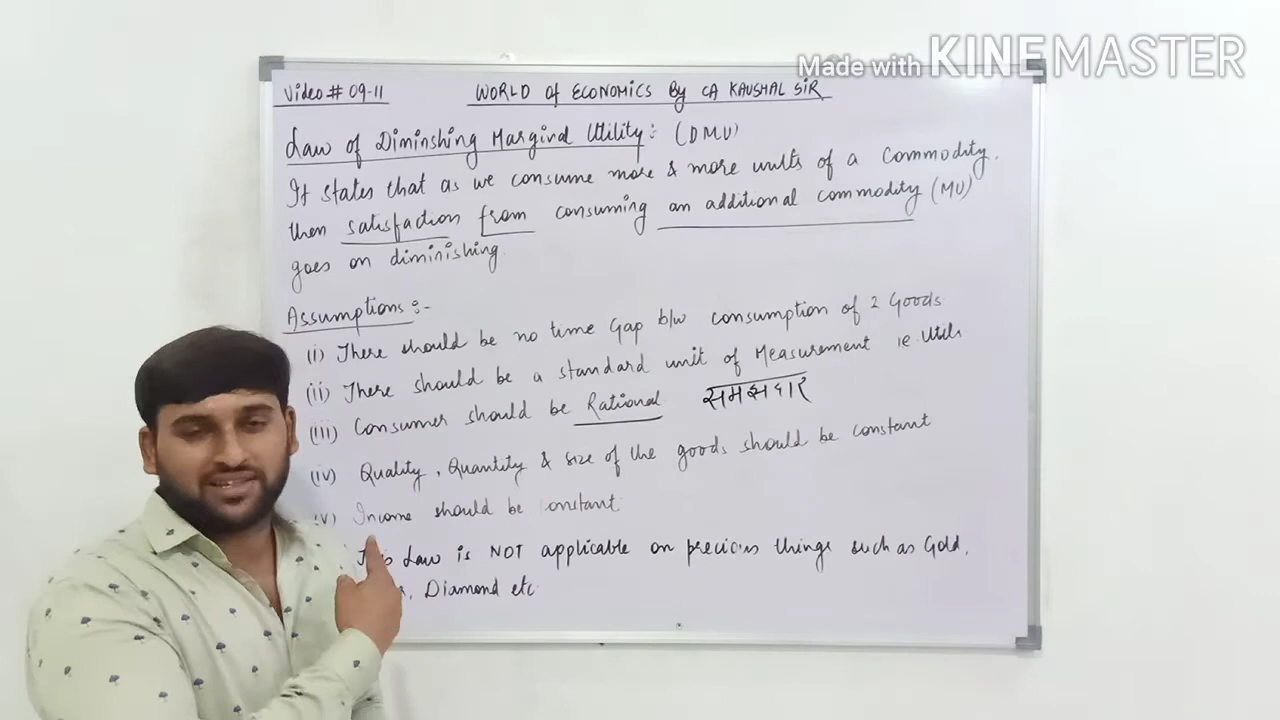 Made with KINEMASTER
Video # 09-11 WORLD of ECONOMICS By CA KAUSHAL SIR
Law of Diminshing Marginal Utility :- (DMU)
It states that as we consume more & more units of a commodity,
then satisfaction from consuming an additional commodity (MU)
goes on diminishing.
Assumptions :-
(i) There should be no time Gap b/w consumption of 2 Goods
(ii) There should be a standard unit of Measurement ie. Utils
(iii) Consumer should be Rational समझदार
(iv) Quality, Quantity & size of the goods should be constant
(v) Income should be constant
Law is NOT applicable on precious things such as Gold,
Diamond etc.